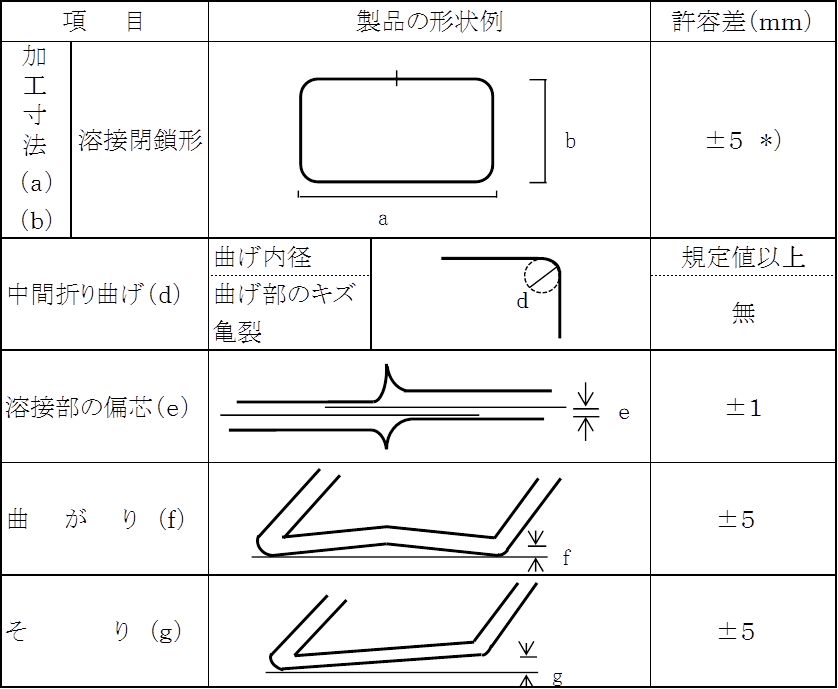 項　目 製品の形状例 許容差(mm)
加工寸法(a)(b) 溶接閉鎖形 b a ±5 *)
中間折り曲げ(d) 曲げ内径 規定値以上
曲げ部のキズ
亀裂 d 無
溶接部の偏芯(e) e ±1
曲　が　り (f) f ±5
そ　　　り (g) g ±5